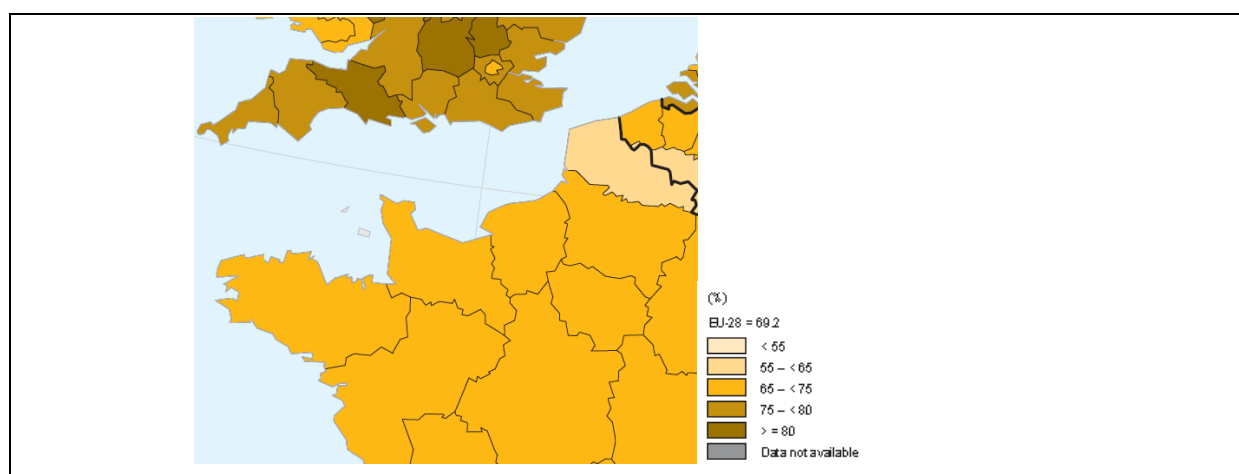 (%)
EU-28 = 69.2
< 55
55 – < 65
65 – < 75
75 – < 80
> = 80
Data not available